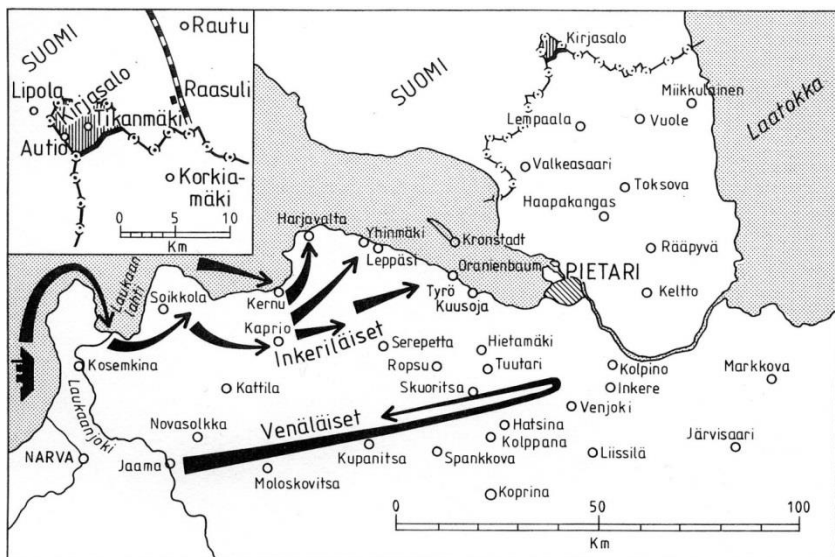 SUOMI
Rautu
Raasuli
Lipola
Kirjasalo
Tikanmäki
Autio
Korkia-
mäki
0 5 10
Km
SUOMI
Kirjasalo
Miikkulainen
Lempaala
Vuole
Laatokka
Valkeasaari
Toksova
Haapakangas
Harjavalta
Yhinmäki
Leppäsi
Kronstadt
Rääpyvä
Oranienbaum
PIETARI
Keltto
Laukaan
lahti
Soikkola
Kernu
Tyrö
Kuusoja
Kaprio
Inkeriläiset
Serepetta
Hietamäki
Kosemkina
Ropsu
Tuutari
Kolpino
Markkova
Kattila
Skuoritsa
Inkere
Laukaanjoki
Venjoki
Novasolkka
Venäläiset
Hatsina
Kolppana
Järvisaari
NARVA
Jaama
Kupanitsa
Spankkova
Liissilä
Moloskovitsa
Koprina
0 50 100
Km